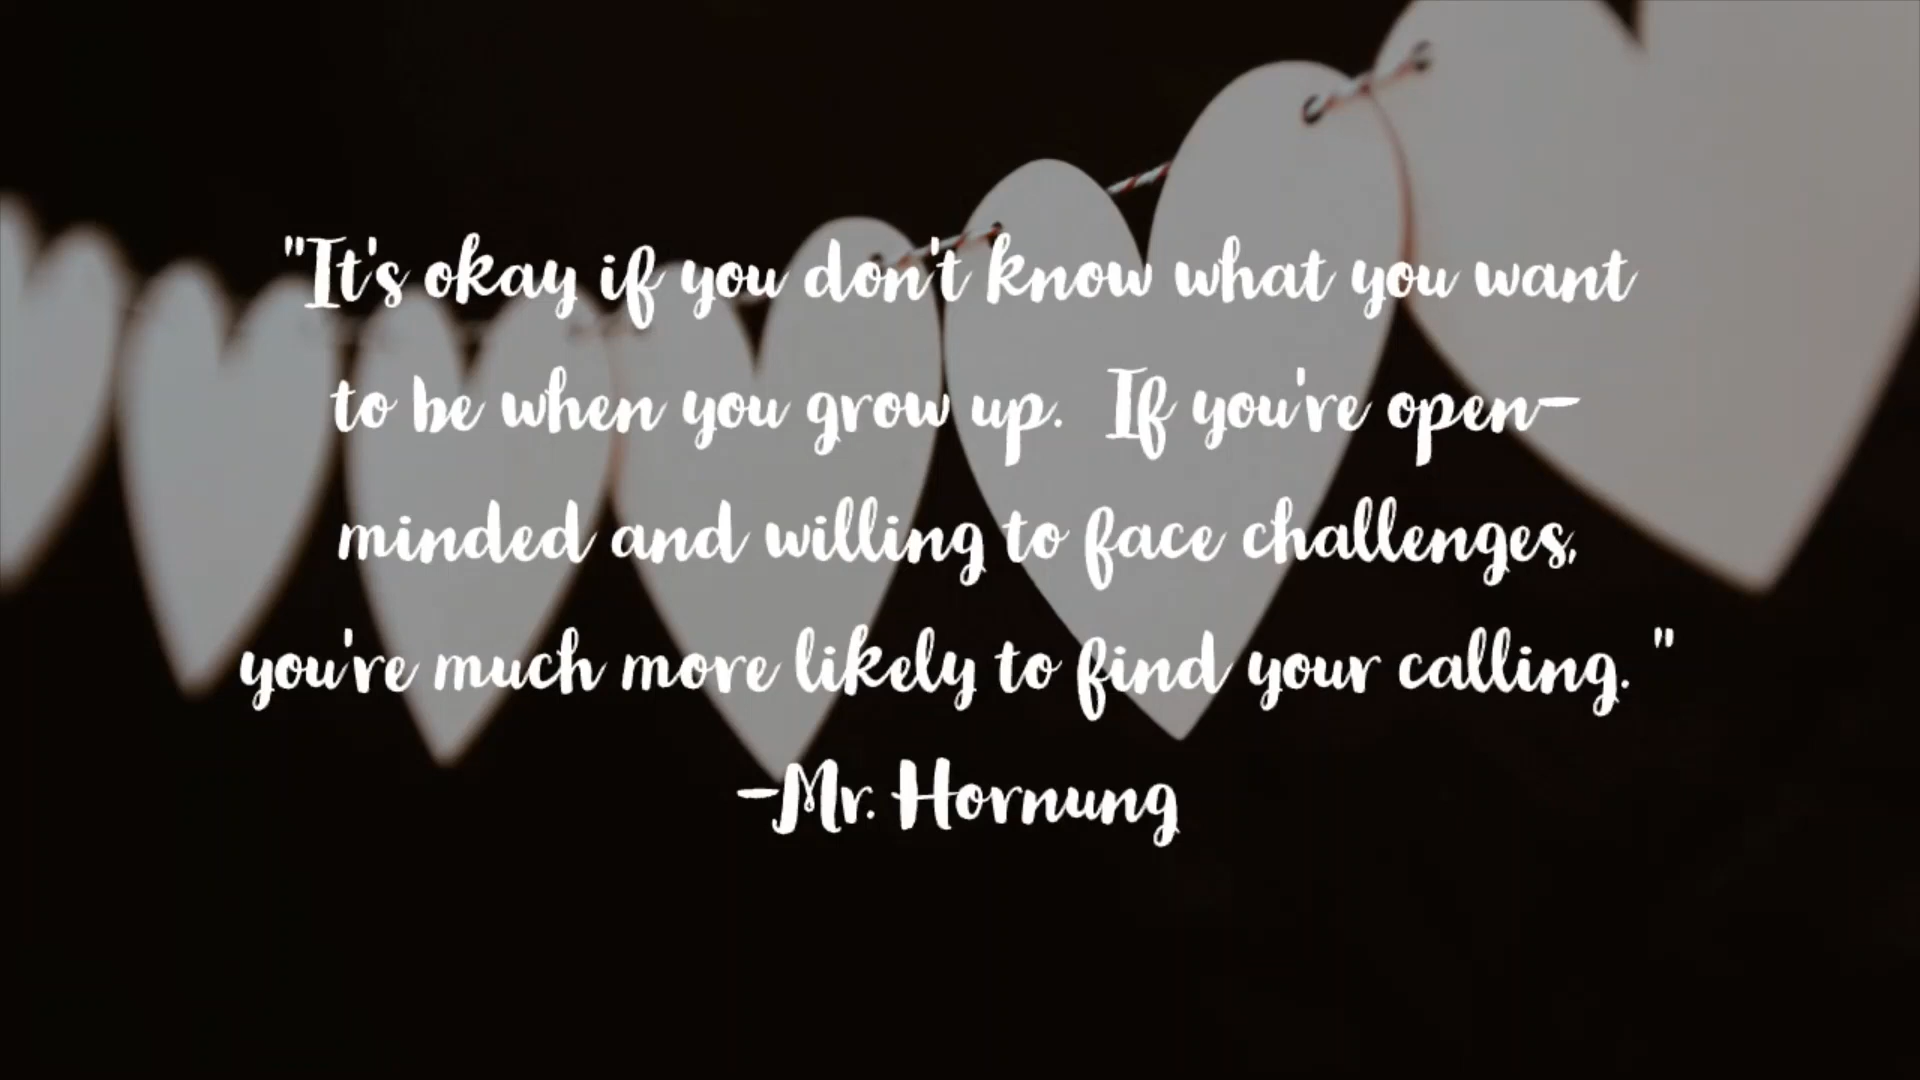 "It's okay if you don't know what you want
to be when you grow up.  If you're open-
minded and willing to face challenges,
you're much more likely to find your calling. "
-Mr. Hornung